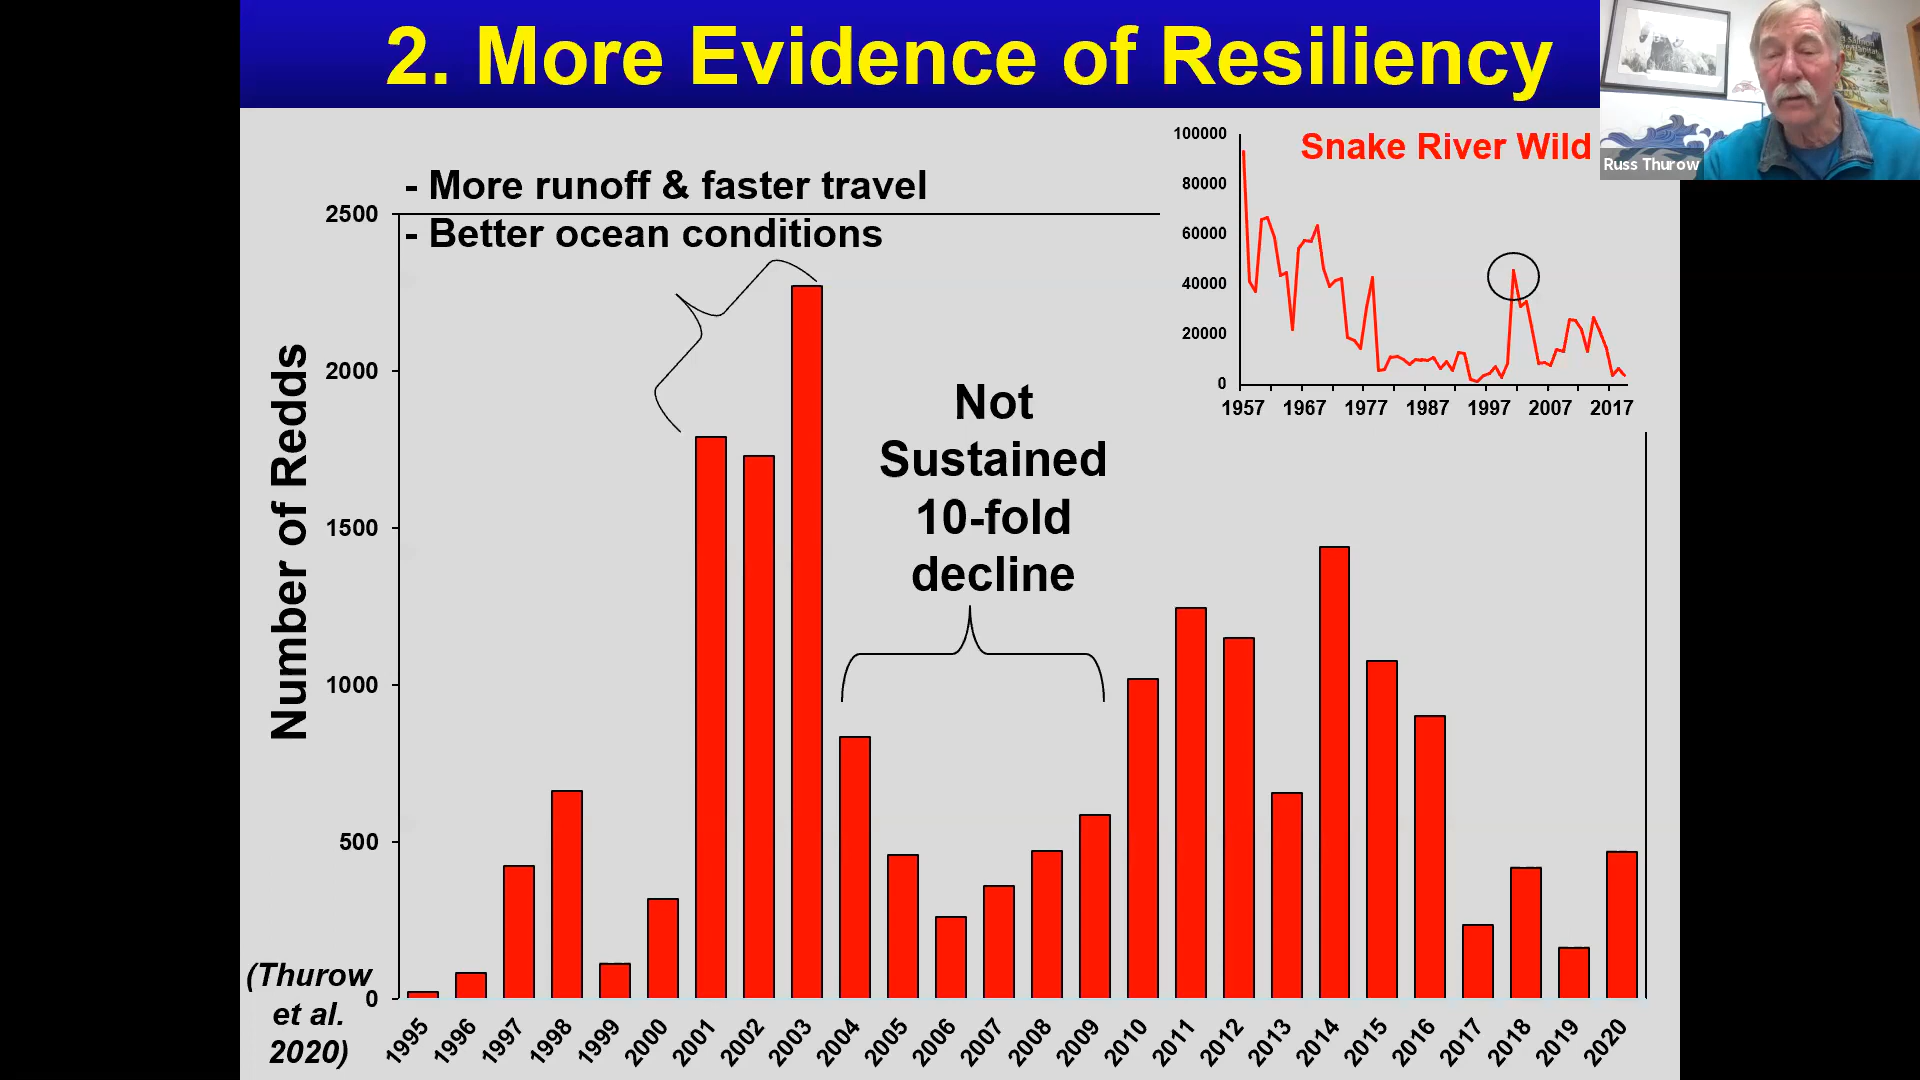 2. More Evidence of Resiliency
Russ Thurow
- More runoff & faster travel
- Better ocean conditions
Snake River Wild
100000
80000
60000
40000
20000
0
1957 1967 1977 1987 1997 2007 2017
Not
Sustained
10-fold
decline
Number of Redds
2500
2000
1500
1000
500
0
1995 1996 1997 1998 1999 2000 2001 2002 2003 2004 2005 2006 2007 2008 2009 2010 2011 2012 2013 2014 2015 2016 2017 2018 2019 2020
(Thurow
et al.
2020)